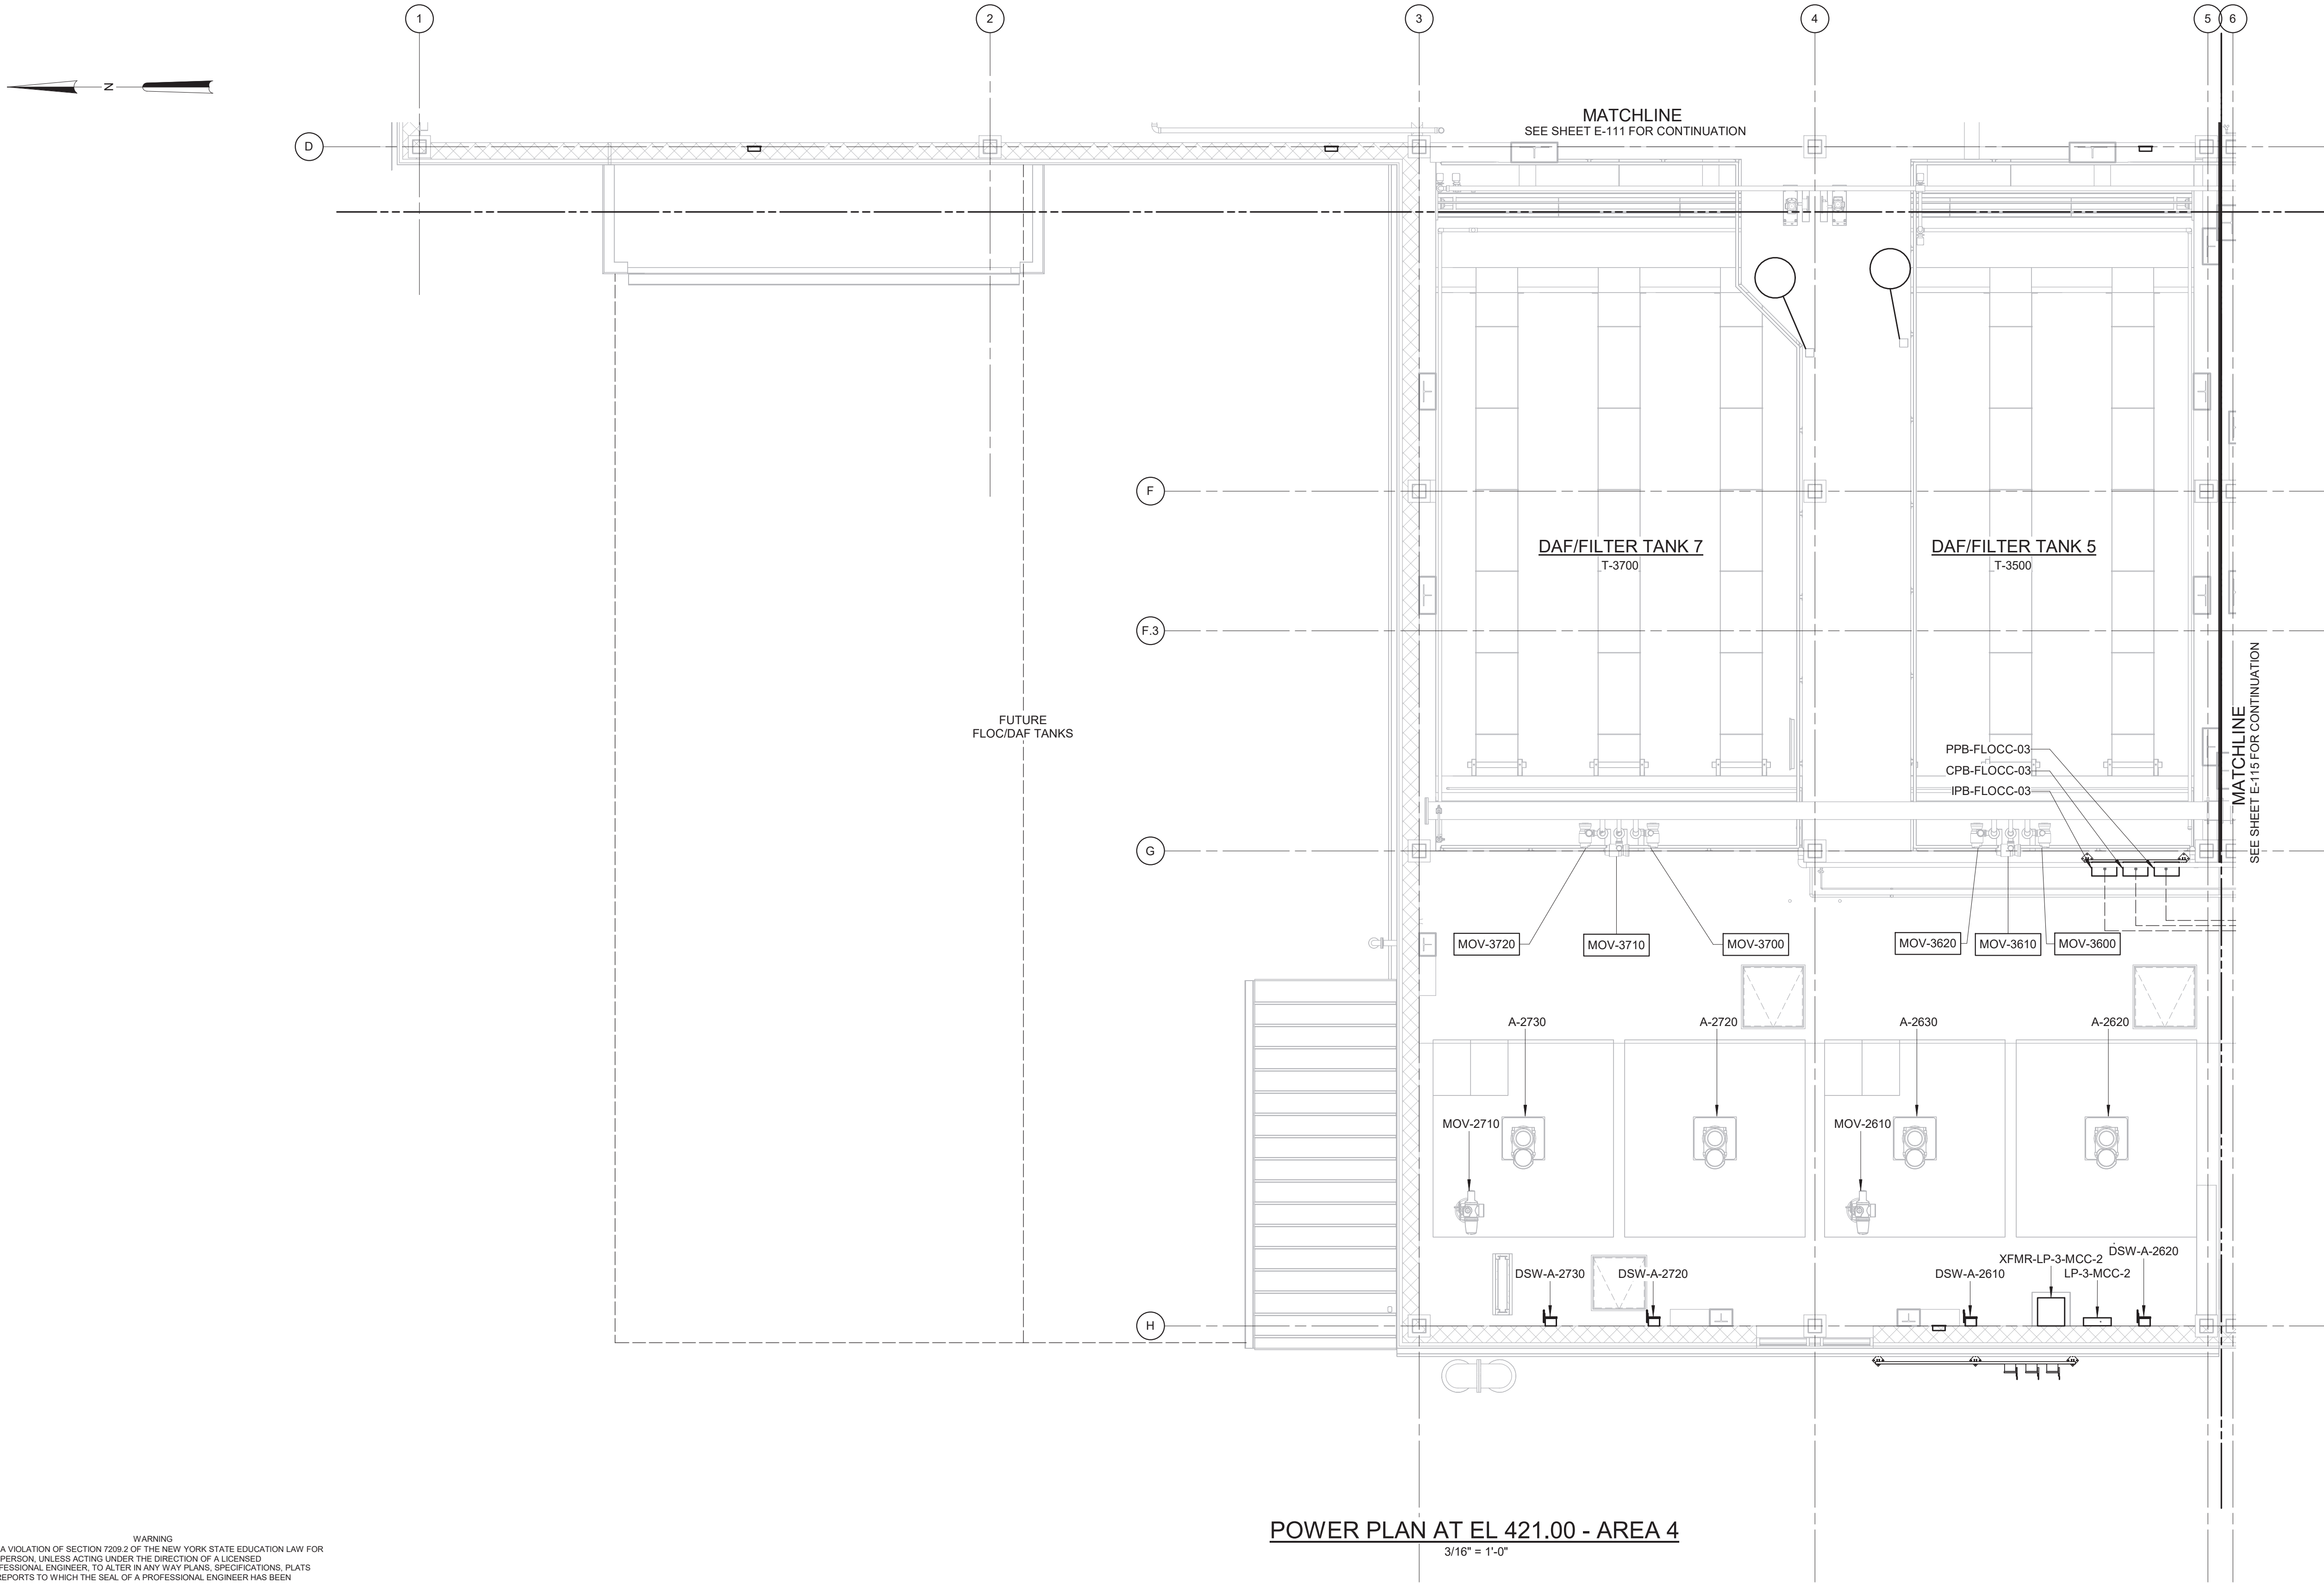 1
2
3
4
5
6
N
MATCHLINE
SEE SHEET E-111 FOR CONTINUATION
D
F
DAF/FILTER TANK 7
T-3700
DAF/FILTER TANK 5
T-3500
F.3
MATCHLINE
SEE SHEET E-115 FOR CONTINUATION
FUTURE
FLOC/DAF TANKS
PPB-FLOCC-03
CPB-FLOCC-03
IPB-FLOCC-03
G
MOV-3720
MOV-3710
MOV-3700
MOV-3620
MOV-3610
MOV-3600
A-2730
A-2720
A-2630
A-2620
MOV-2710
MOV-2610
DSW-A-2730
DSW-A-2720
DSW-A-2610
XFMR-LP-3-MCC-2
LP-3-MCC-2
DSW-A-2620
H
POWER PLAN AT EL 421.00 - AREA 4
3/16" = 1'-0"
WARNING
A VIOLATION OF SECTION 7209.2 OF THE NEW YORK STATE EDUCATION LAW FOR
PERSON, UNLESS ACTING UNDER THE DIRECTION OF A LICENSED
FESSIONAL ENGINEER, TO ALTER IN ANY WAY PLANS, SPECIFICATIONS, PLATS
REPORTS TO WHICH THE SEAL OF A PROFESSIONAL ENGINEER HAS BEEN